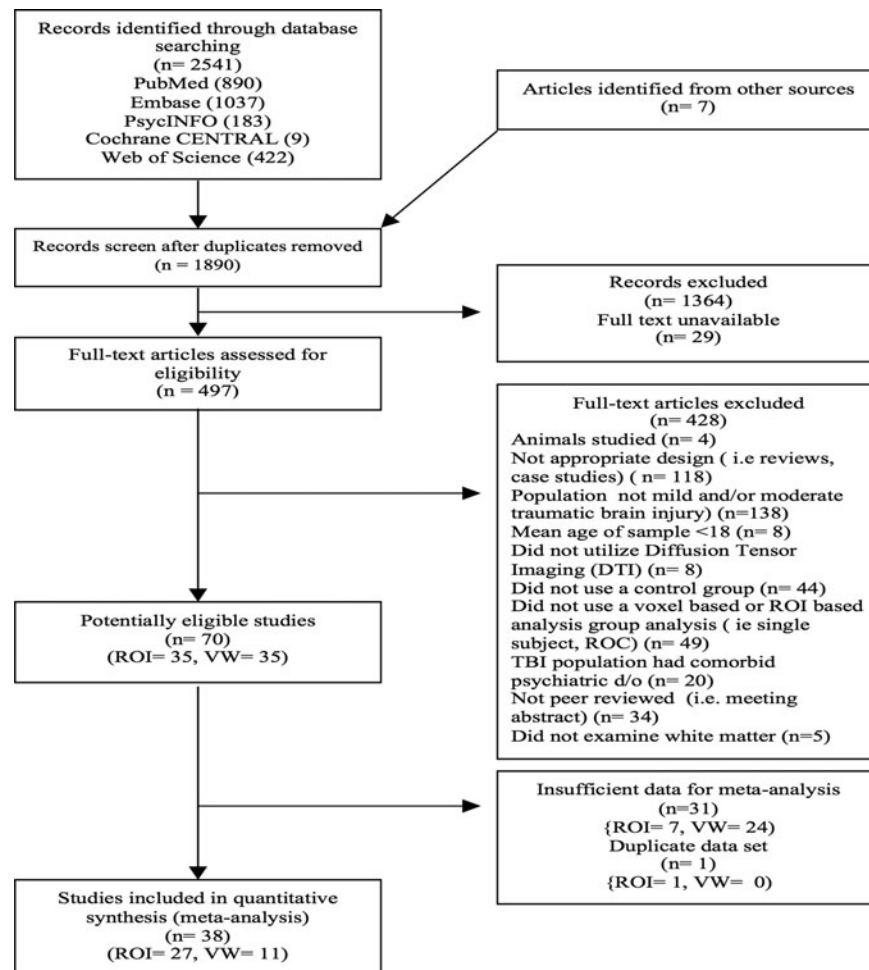 Records identified through database
searching
(n= 2541)
PubMed (890)
Embase (1037)
PsycINFO (183)
Cochrane CENTRAL (9)
Web of Science (422)
Articles identified from other sources
(n= 7)
Records screen after duplicates removed
(n = 1890)
Records excluded
(n= 1364)
Full text unavailable
(n= 29)
Full-text articles assessed for
eligibility
(n = 497)
Full-text articles excluded
(n= 428)
Animals studied (n= 4)
Not appropriate design ( i.e reviews,
case studies) ( n= 118)
Population  not mild and/or moderate
traumatic brain injury) (n=138)
Mean age of sample <18 (n= 8)
Did not utilize Diffusion Tensor
Imaging (DTI) (n= 8)
Did not use a control group (n= 44)
Did not use a voxel based or ROI based
analysis group analysis ( ie single
subject, ROC) (n= 49)
TBI population had comorbid
psychiatric d/o (n= 20)
Not peer reviewed  (i.e. meeting
abstract) (n= 34)
Did not examine white matter (n=5)
Potentially eligible studies
(n= 70)
(ROI= 35, VW= 35)
Insufficient data for meta-analysis
(n=31)
{ROI= 7, VW= 24)
Duplicate data set
(n= 1)
{ROI= 1, VW=  0)
Studies included in quantitative
synthesis (meta-analysis)
(n= 38)
(ROI= 27, VW= 11)